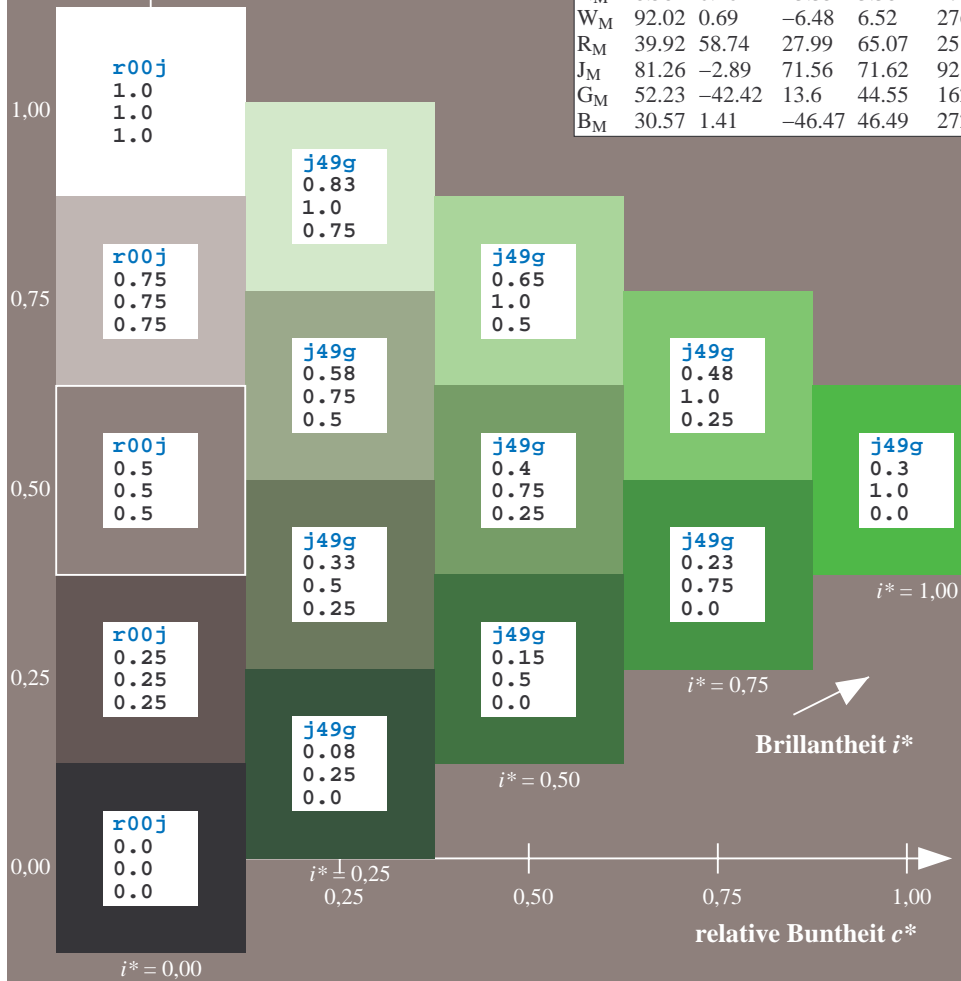 W_M 92.02 0.69 −6.48 6.52
R_M 39.92 58.74 27.99 65.07
J_M 81.26 −2.89 71.56 71.62
G_M 52.23 −42.42 13.6 44.55
B_M 30.57 1.41 −46.47 46.49
1,00
r00j
1.0
1.0
1.0
j49g
0.83
1.0
0.75
0,75
r00j
0.75
0.75
0.75
j49g
0.65
1.0
0.5
j49g
0.58
0.75
0.5
j49g
0.48
1.0
0.25
0,50
r00j
0.5
0.5
0.5
j49g
0.4
0.75
0.25
j49g
0.3
1.0
0.0
i* = 1,00
j49g
0.33
0.5
0.25
j49g
0.23
0.75
0.0
i* = 0,75
0,25
r00j
0.25
0.25
0.25
j49g
0.15
0.5
0.0
i* = 0,50
Brillantheit i*
j49g
0.08
0.25
0.0
i* = 0,25
0,00
r00j
0.0
0.0
0.0
i* = 0,00
0,25 0,50 0,75 1,00
relative Buntheit c*